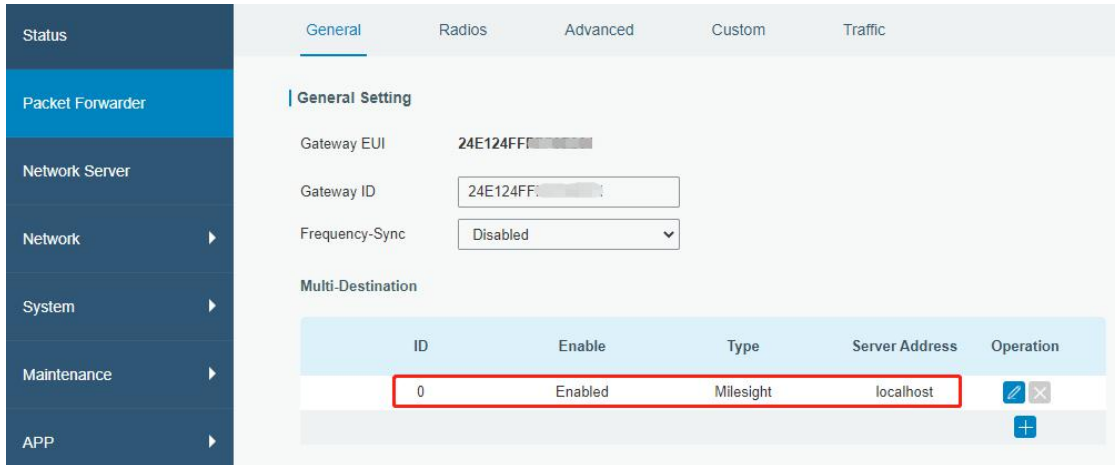 Status
General Radios Advanced Custom Traffic
Packet Forwarder
General Setting
Gateway EUI
Network Server
Gateway ID
Network
Frequency-Sync Disabled
Multi-Destination
System
ID Enable Type Server Address Operation
Maintenance
0 Enabled Milesight localhost
APP